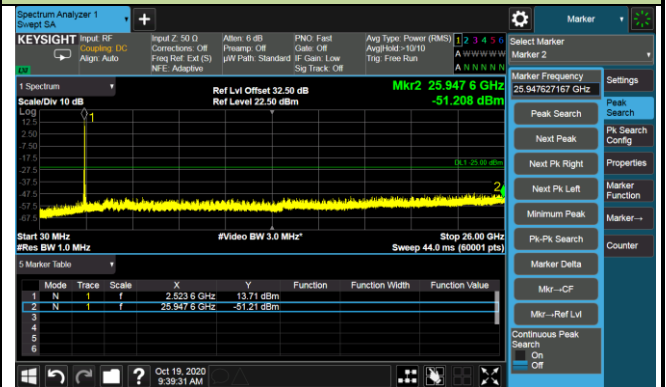 Spectrum Analyzer 1
Swept SA
+
Marker
KEYSIGHT
Input: RF
Coupling: DC
Align: Auto
Input Z: 50 Ω
Corrections: Off
Freq Ref: Ext (S)
NFE: Adaptive
Atten: 6 dB
Preamp: Off
µW Path: Standard
PNO: Fast
Gate: Off
IF Gain: Low
Sig Track: Off
Avg Type: Power (RMS)
Avg|Hold:>10/10
Trig: Free Run
1 2 3 4 5 6
A W W W W W
A N N N N N
Select Marker
Marker 2
LXI
1 Spectrum
Scale/Div 10 dB
Log
Ref Lvl Offset 32.50 dB
Ref Level 22.50 dBm
Mkr2 25.947 6 GHz
-51.208 dBm
12.5
2.50
-7.50
-17.5
-27.5
-37.5
-47.5
-57.5
-67.5
1
DL1 -25.00 dBm
2
Start 30 MHz
#Res BW 1.0 MHz
#Video BW 3.0 MHz*
Stop 26.00 GHz
Sweep 44.0 ms (60001 pts)
Marker Frequency
25.947627167 GHz
Peak Search
Next Peak
Next Pk Right
Next Pk Left
Minimum Peak
Pk-Pk Search
Marker Delta
Mkr→CF
Mkr→Ref Lvl
Continuous Peak
Search
On
Off
Settings
Peak
Search
Pk Search
Config
Properties
Marker
Function
Marker→
Counter
5 Marker Table
Mode Trace Scale X Y Function Function Width Function Value
1 N 1 f 2.523 6 GHz 13.71 dBm
2 N 1 f 25.947 6 GHz -51.21 dBm
3
4
5
6
?
Oct 19, 2020
9:39:31 AM